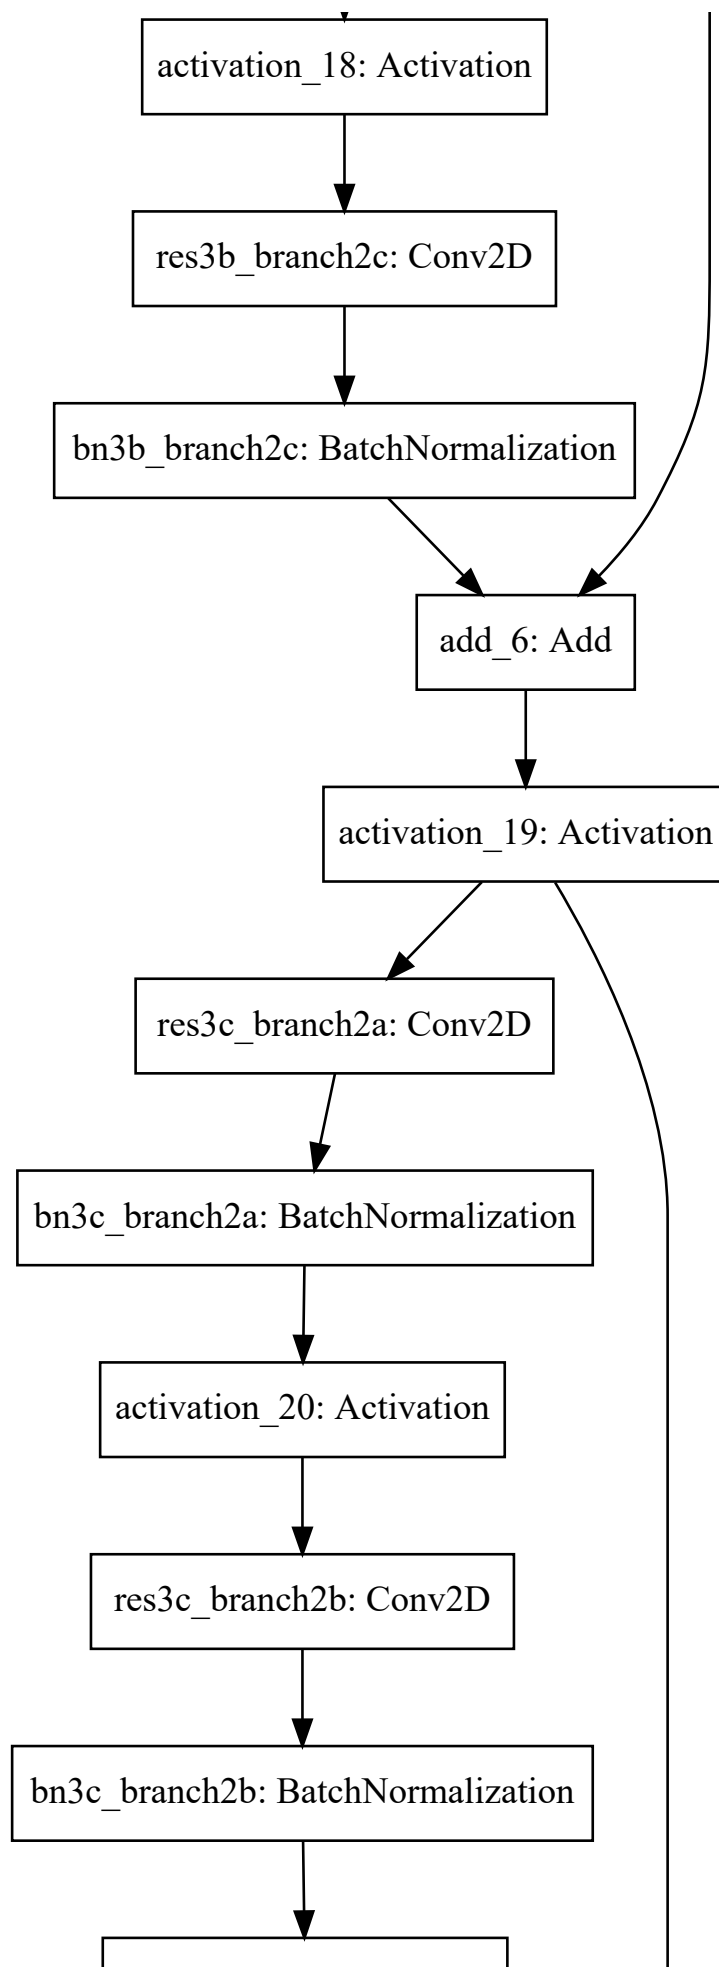 activation_18: Activation
res3b_branch2c: Conv2D
bn3b_branch2c: BatchNormalization
add_6: Add
activation_19: Activation
res3c_branch2a: Conv2D
bn3c_branch2a: BatchNormalization
activation_20: Activation
res3c_branch2b: Conv2D
bn3c_branch2b: BatchNormalization